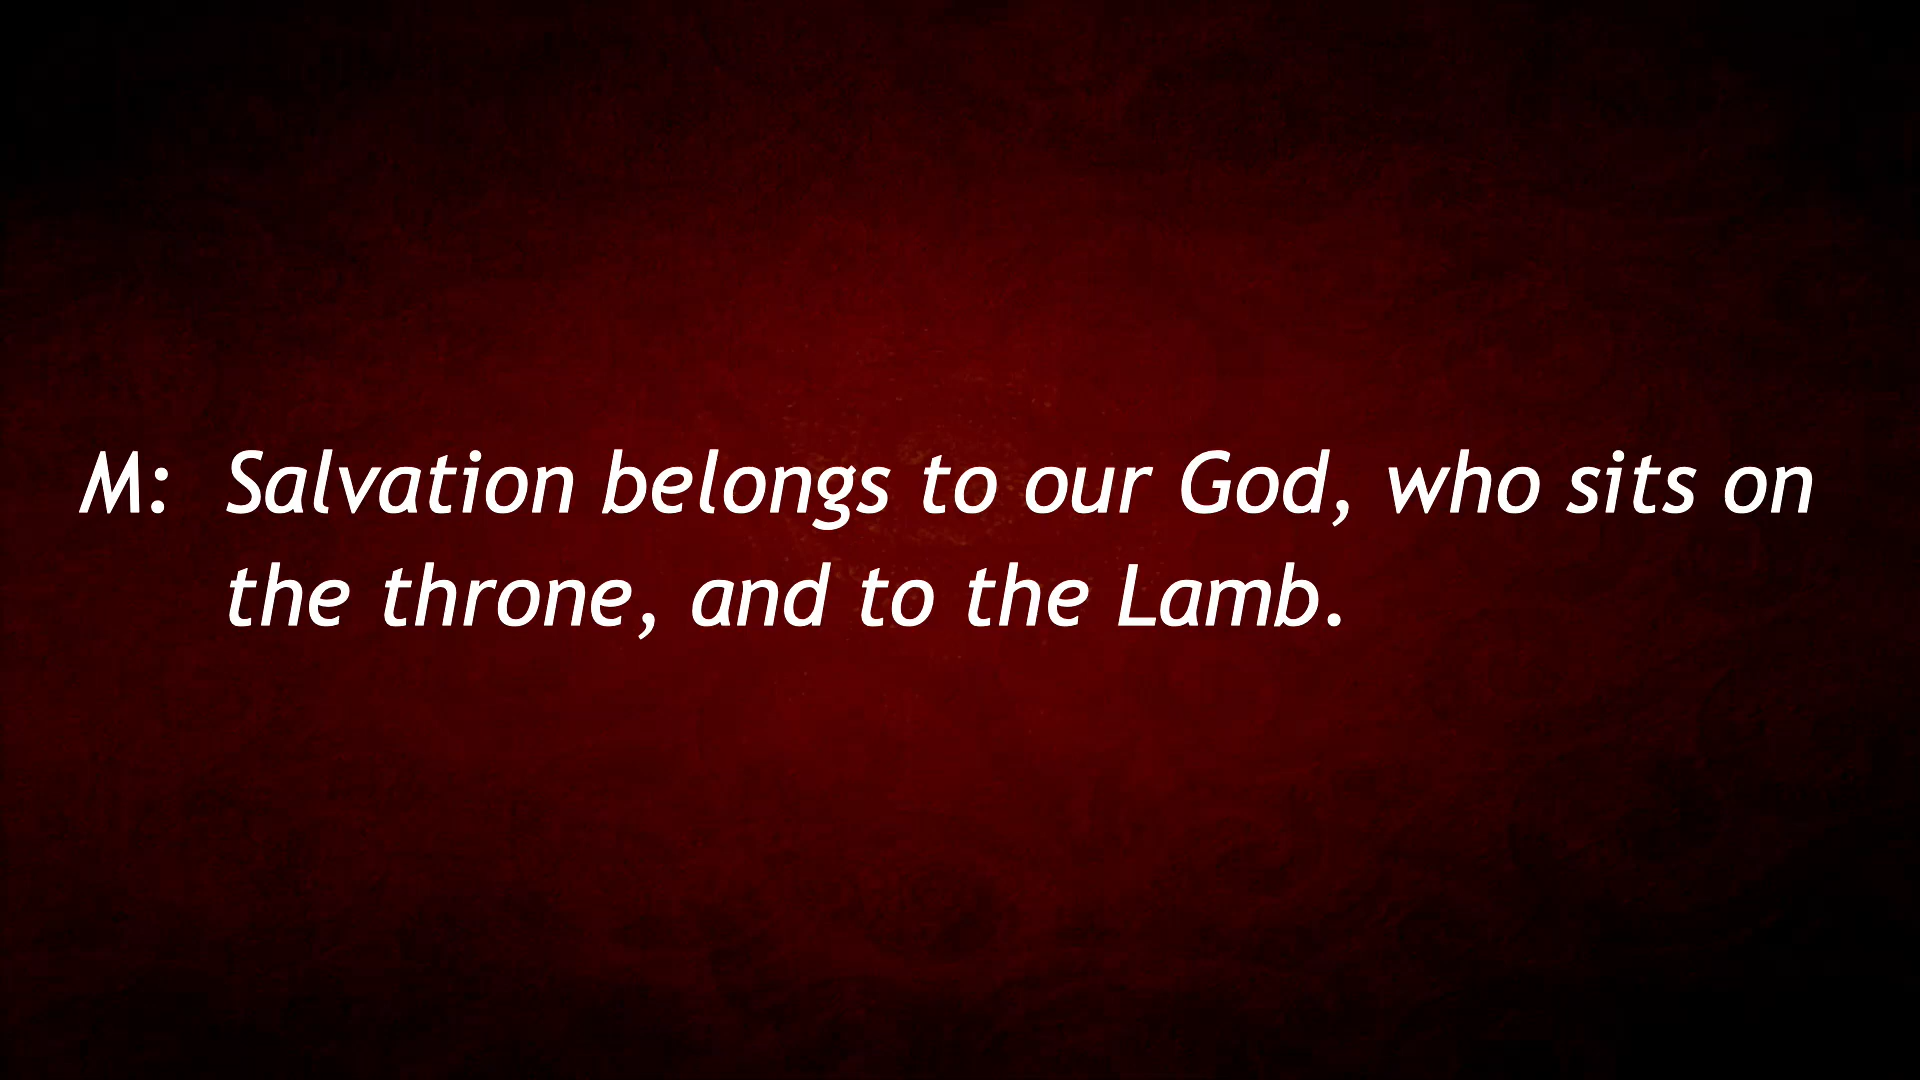 M: Salvation belongs to our God, who sits on
the throne, and to the Lamb.